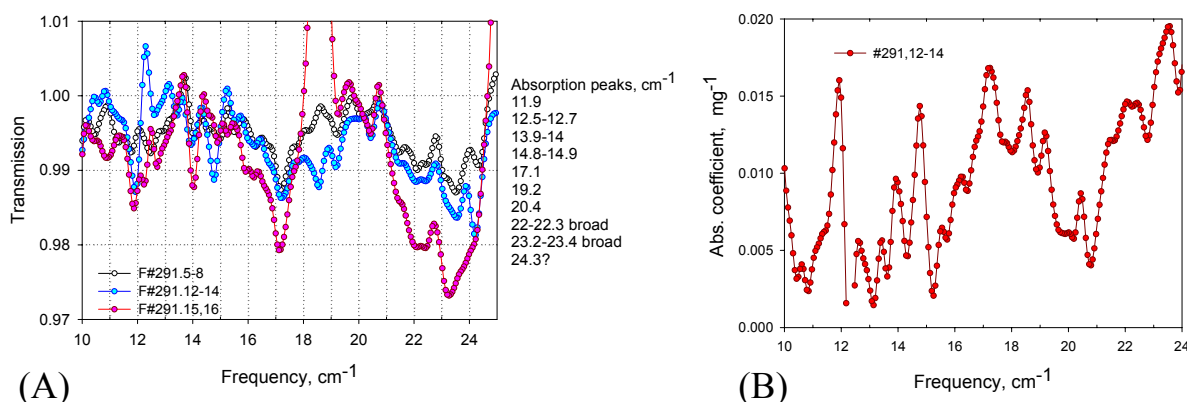 1.01
1.00
0.99
0.98
0.97
Transmission
F#291.5-8
F#291.12-14
F#291.15,16
10 12 14 16 18 20 22 24
Frequency, cm-1
(A)
Absorption peaks, cm-1
11.9
12.5-12.7
13.9-14
14.8-14.9
17.1
19.2
20.4
22-22.3 broad
23.2-23.4 broad
24.3?
0.020
0.015
0.010
0.005
0.000
Abs. coefficient, mg-1
#291,12-14
10 12 14 16 18 20 22 24
Frequency, cm-1
(B)